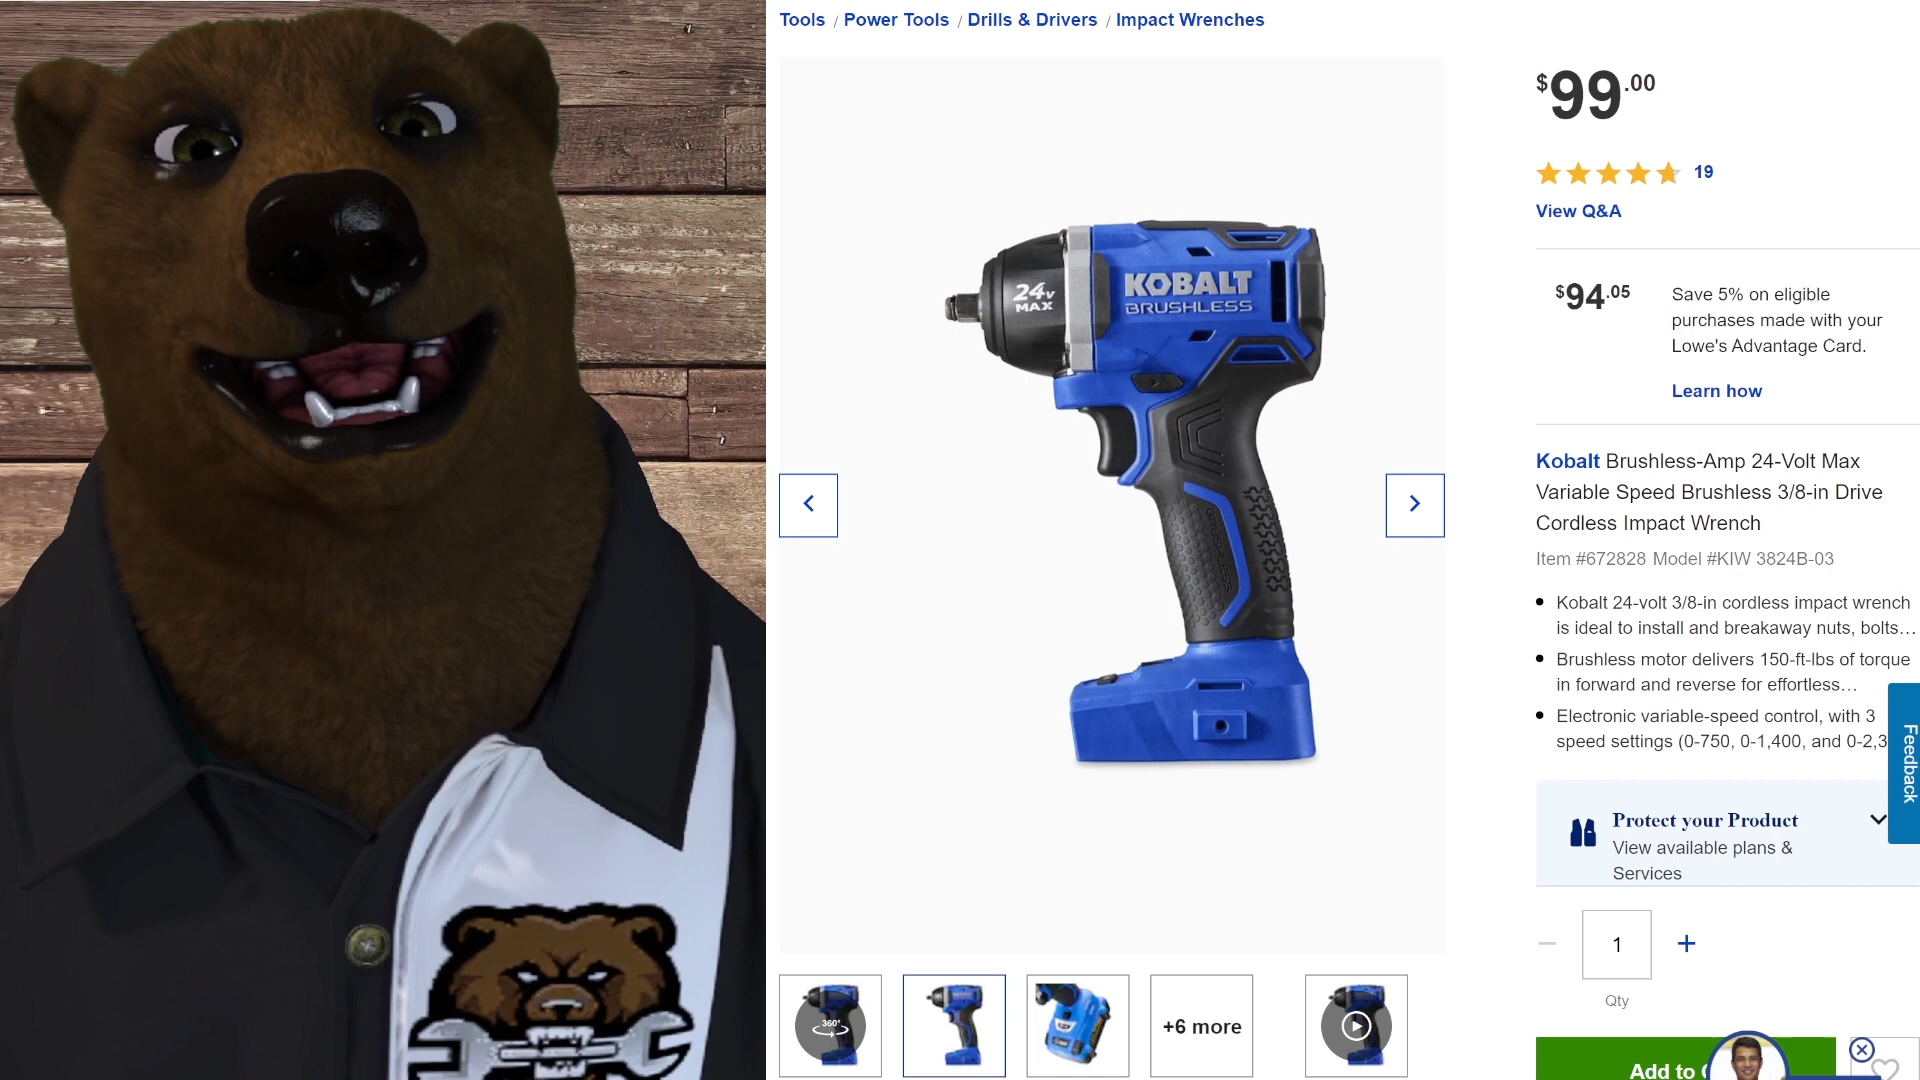 Tools / Power Tools / Drills & Drivers / Impact Wrenches
24v
MAX
KOBALT
BRUSHLESS
BRUSHLESS
360°
+6 more
$99.00
19
View Q&A
$94.05
Save 5% on eligible
purchases made with your
Lowe's Advantage Card.
Learn how
Kobalt Brushless-Amp 24-Volt Max
Variable Speed Brushless 3/8-in Drive
Cordless Impact Wrench
Item #672828 Model #KIW 3824B-03
Kobalt 24-volt 3/8-in cordless impact wrench
is ideal to install and breakaway nuts, bolts…
Brushless motor delivers 150-ft-lbs of torque
in forward and reverse for effortless…
Electronic variable-speed control, with 3
speed settings (0-750, 0-1,400, and 0-2,3
Feedback
Protect your Product
View available plans &
Services
1
Qty
Add to